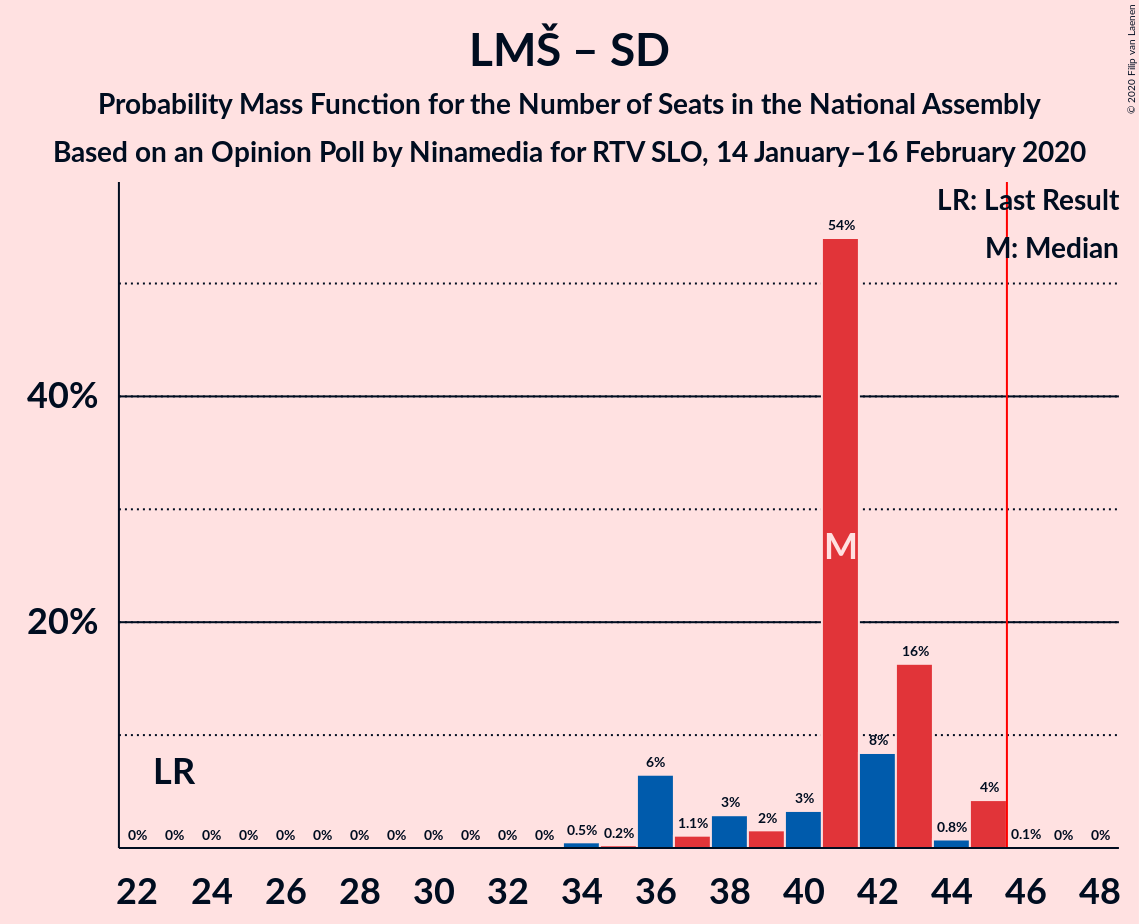 LMŠ – SD
Probability Mass Function for the Number of Seats in the National Assembly
Based on an Opinion Poll by Ninamedia for RTV SLO, 14 January–16 February 2020
© 2020 Filip van Laenen
LR: Last Result
M: Median
40%
20%
LR
M
0% 0% 0% 0% 0% 0% 0% 0% 0% 0% 0% 0% 0.5% 0.2% 6% 1.1% 3% 2% 3% 54% 8% 16% 0.8% 4% 0.1% 0% 0%
22 24 26 28 30 32 34 36 38 40 42 44 46 48